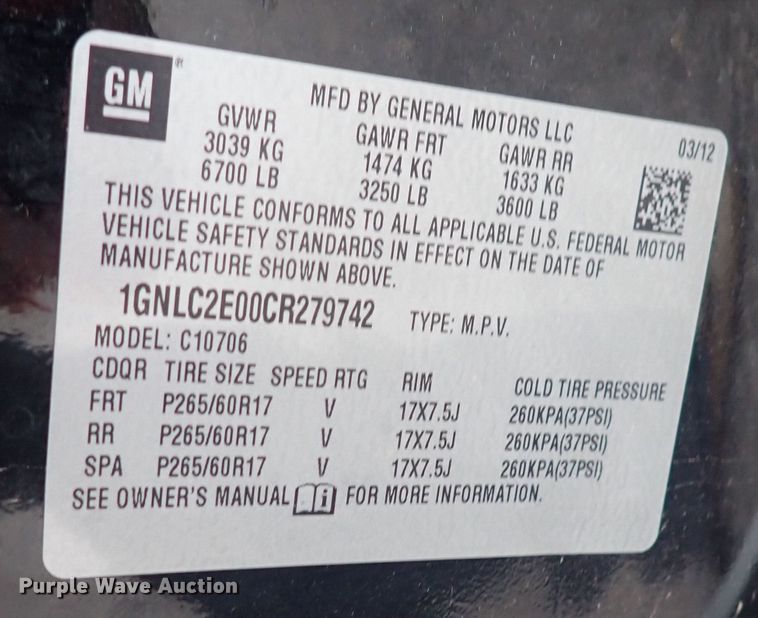 GM®
MFD BY GENERAL MOTORS LLC
03/12
GVWR GAWR FRT GAWR RR
3039 KG 1474 KG 1633 KG
6700 LB 3250 LB 3600 LB
THIS VEHICLE CONFORMS TO ALL APPLICABLE U.S. FEDERAL MOTOR
VEHICLE SAFETY STANDARDS IN EFFECT ON THE DATE OF
MANUFACTURE SHOWN ABOVE.
1GNLC2E00CR279742 TYPE: M.P.V.
MODEL: C10706
CDQR TIRE SIZE SPEED RTG RIM COLD TIRE PRESSURE
FRT P265/60R17 V 17X7.5J 260KPA(37PSI)
RR P265/60R17 V 17X7.5J 260KPA(37PSI)
SPA P265/60R17 V 17X7.5J 260KPA(37PSI)
SEE OWNER'S MANUAL i FOR MORE INFORMATION.
Purple Wave Auction